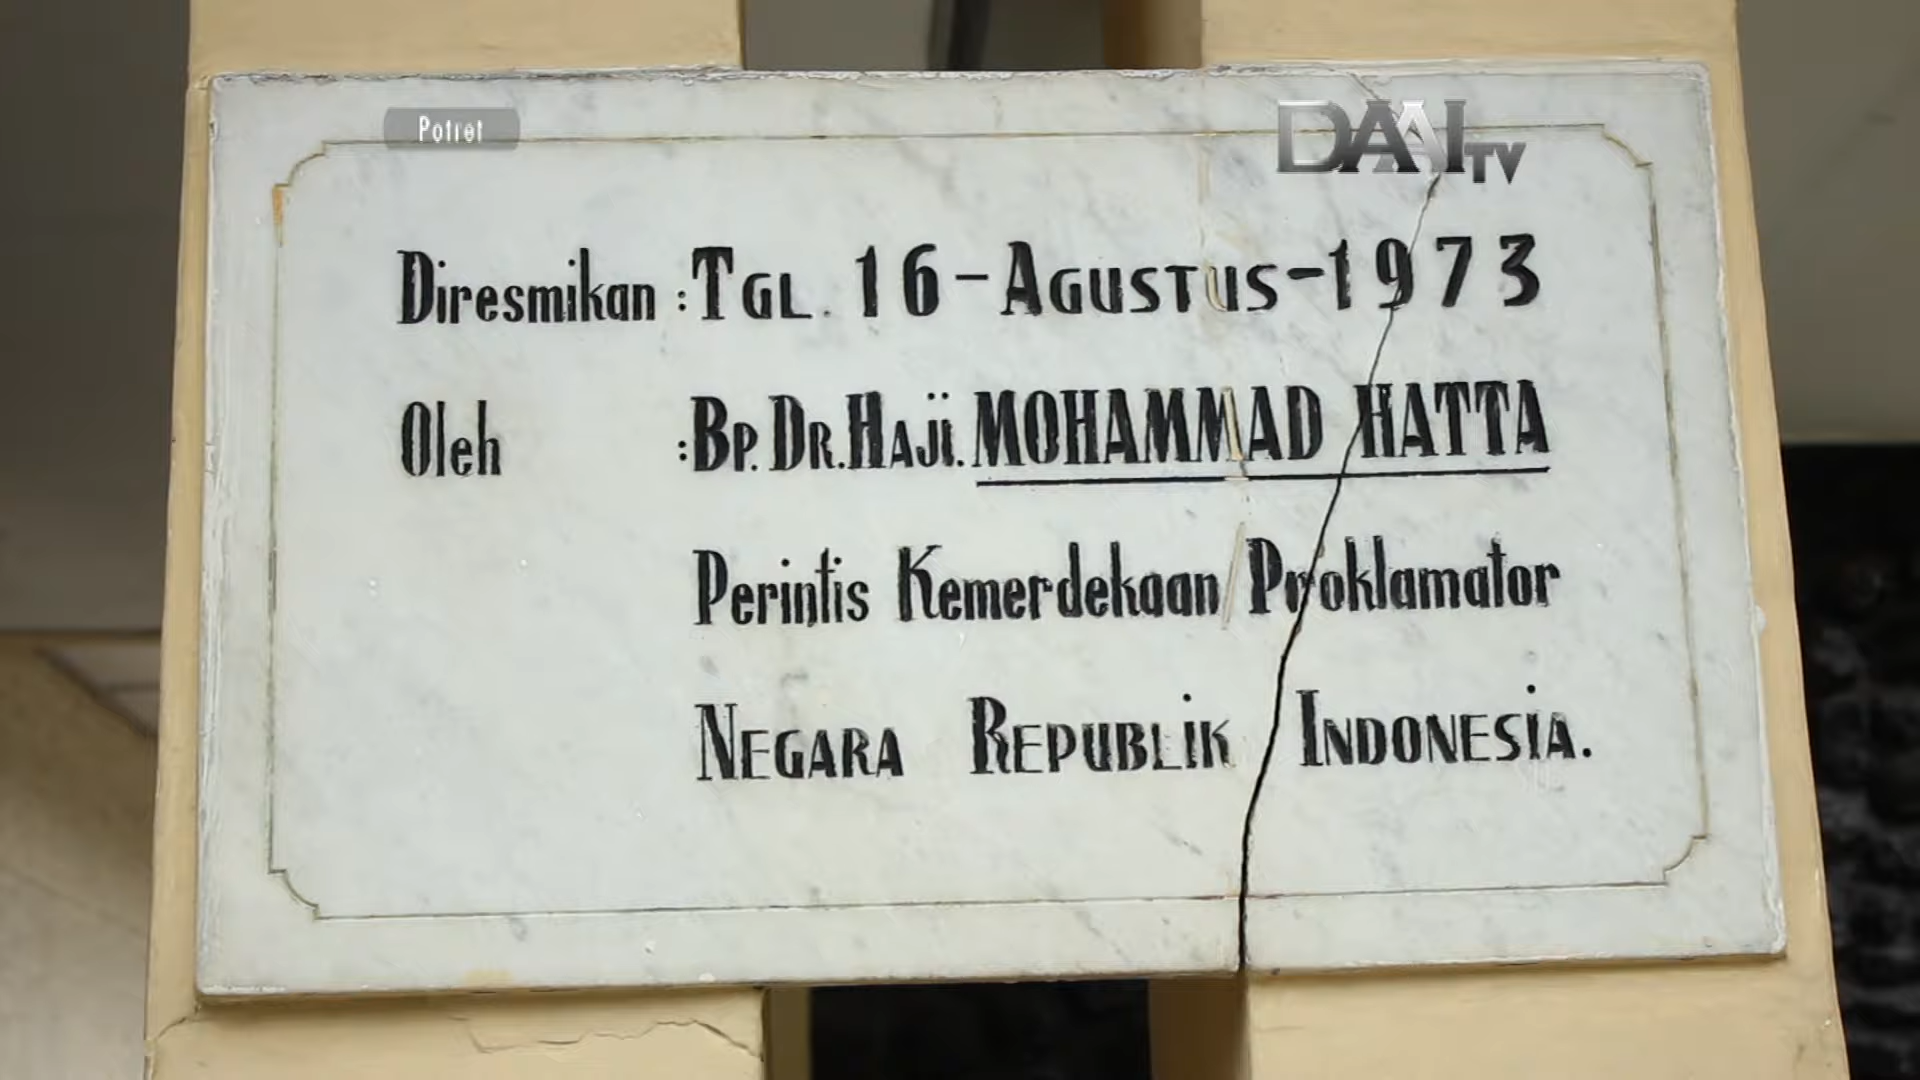 Potret
DAAI TV
Diresmikan : TGL. 16 - AGUSTUS - 1973
Oleh : BP. DR. HAJi. MOHAMMAD HATTA
Perintis Kemerdekaan / Proklamator
NEGARA REPUBLiK INDONESiA.